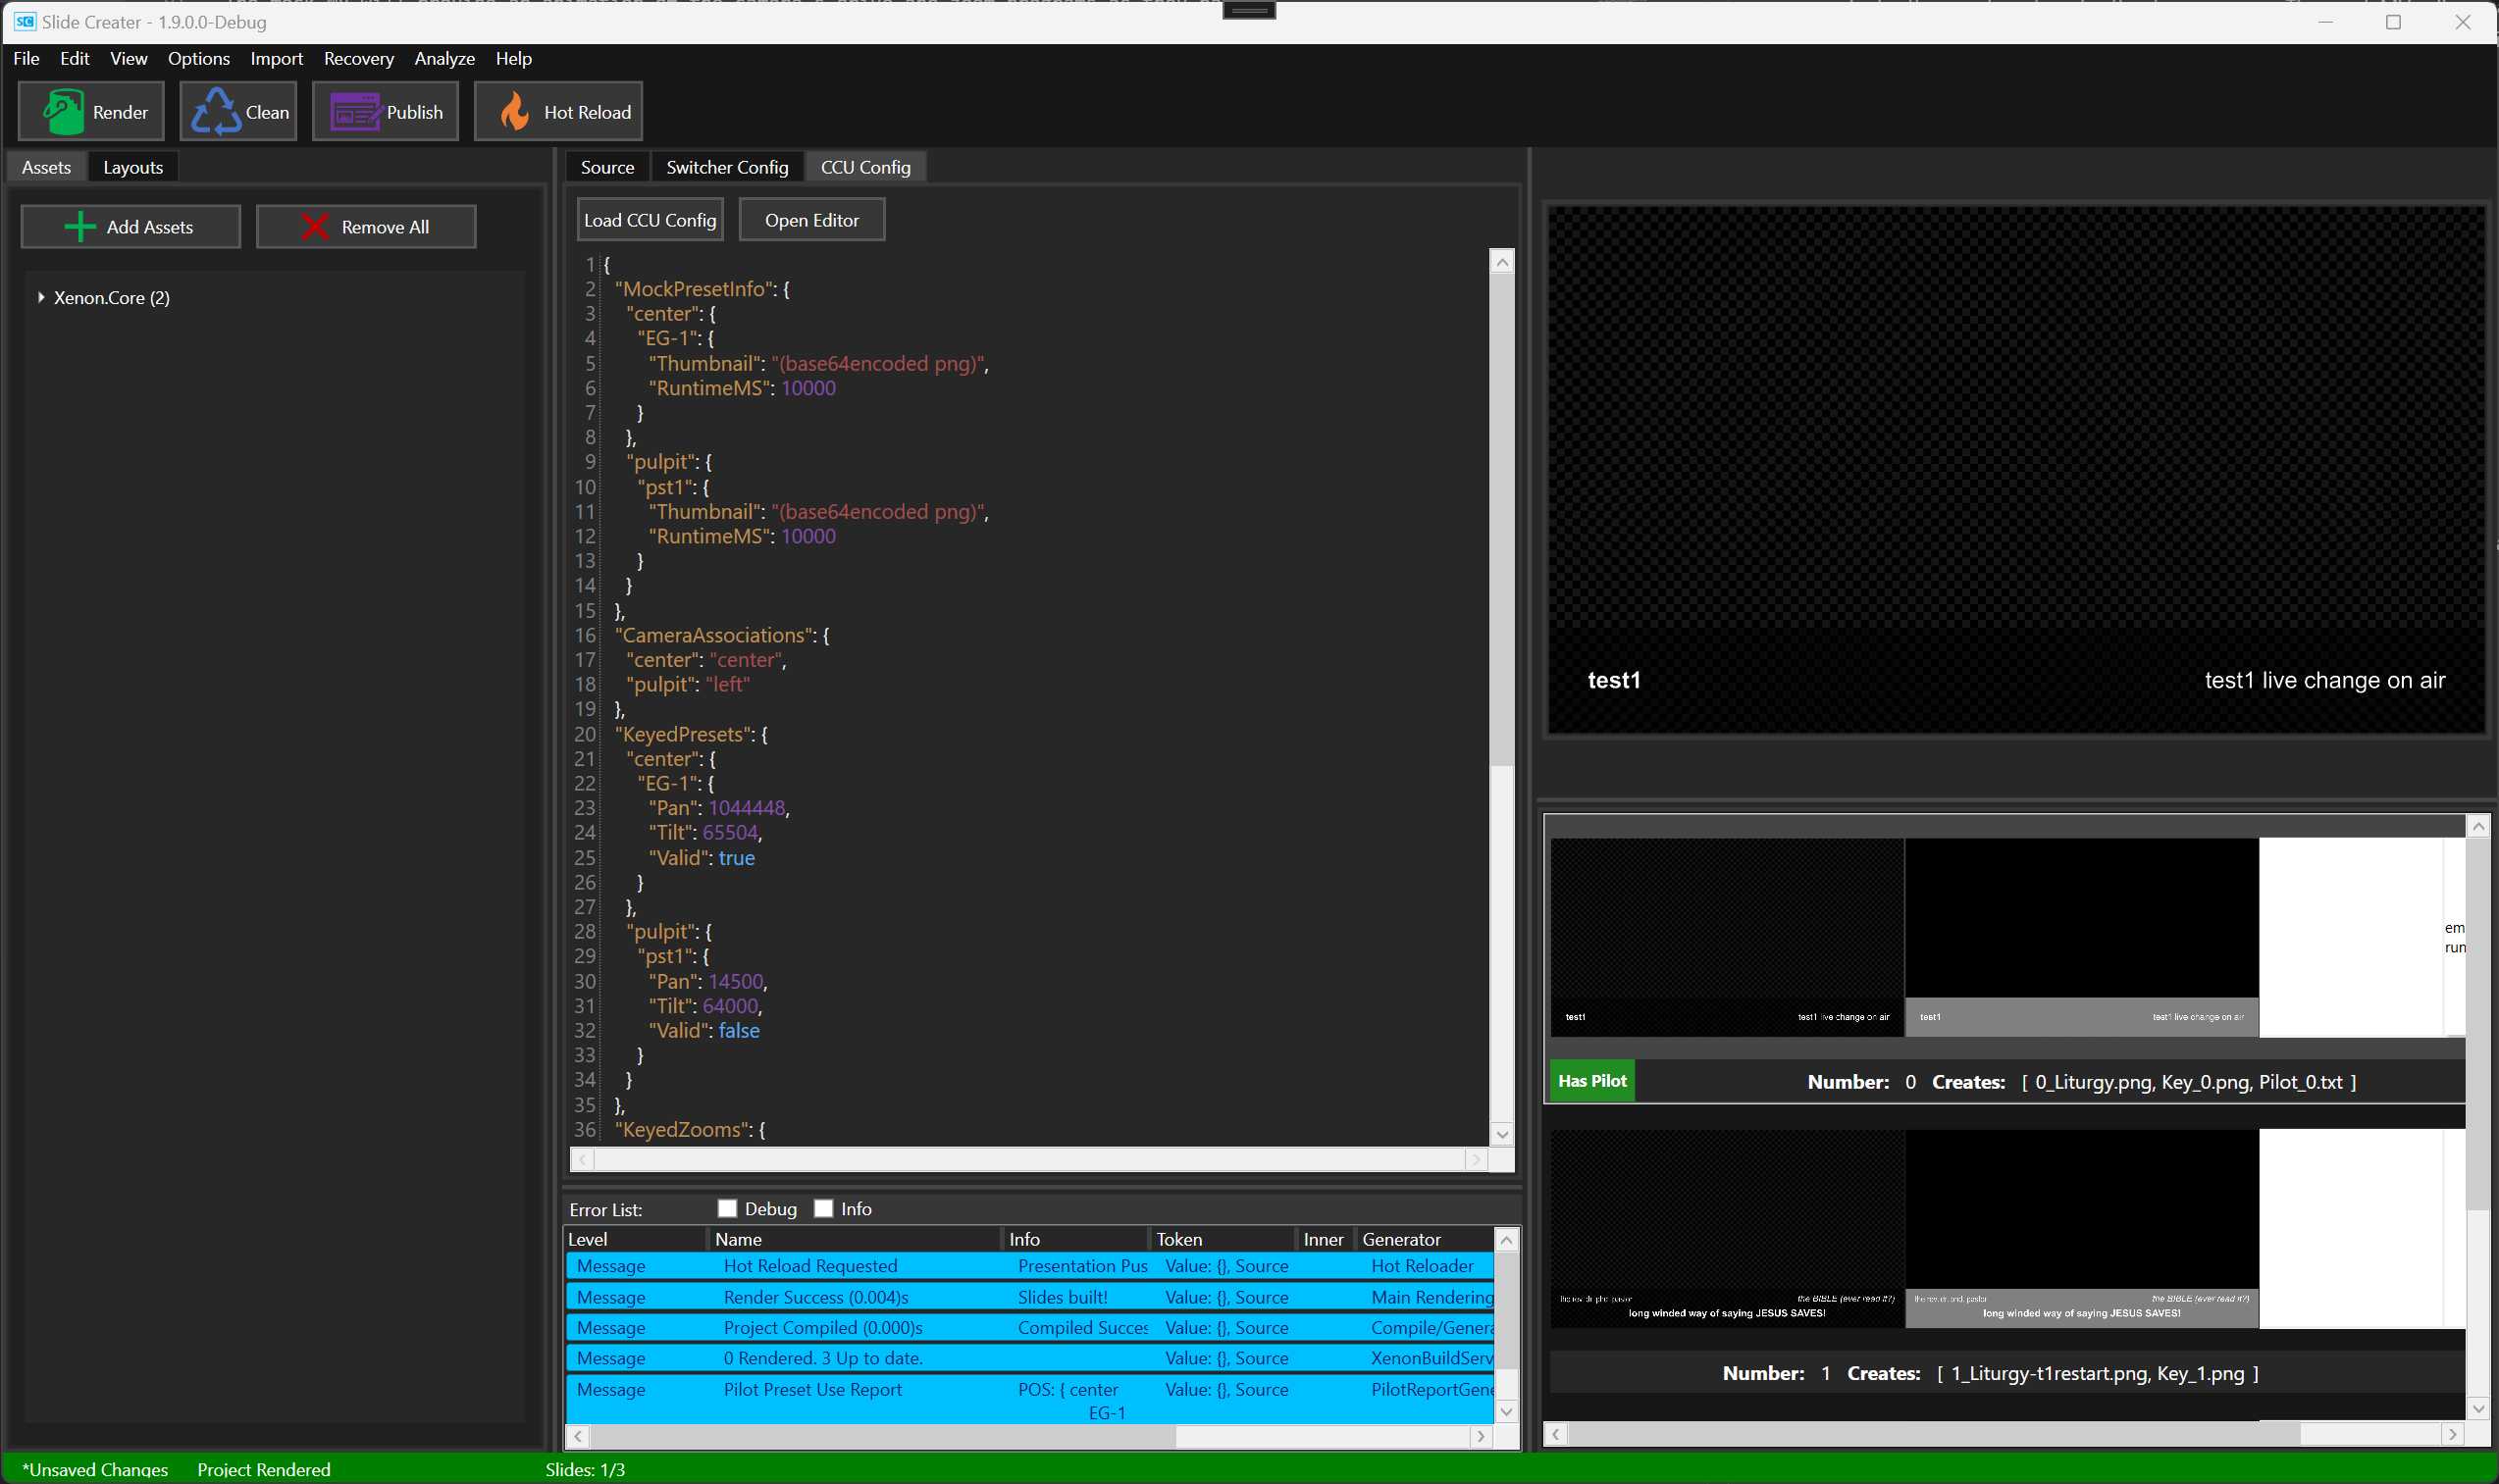 Slide Creater - 1.9.0.0-Debug
File Edit View Options Import Recovery Analyze Help
Render Clean Publish Hot Reload
Assets Layouts
Add Assets Remove All
Xenon.Core (2)
Source Switcher Config CCU Config
Load CCU Config Open Editor
1 {
2 "MockPresetInfo": {
3 "center": {
4 "EG-1": {
5 "Thumbnail": "(base64encoded png)",
6 "RuntimeMS": 10000
7 }
8 },
9 "pulpit": {
10 "pst1": {
11 "Thumbnail": "(base64encoded png)",
12 "RuntimeMS": 10000
13 }
14 }
15 },
16 "CameraAssociations": {
17 "center": "center",
18 "pulpit": "left"
19 },
20 "KeyedPresets": {
21 "center": {
22 "EG-1": {
23 "Pan": 1044448,
24 "Tilt": 65504,
25 "Valid": true
26 }
27 },
28 "pulpit": {
29 "pst1": {
30 "Pan": 14500,
31 "Tilt": 64000,
32 "Valid": false
33 }
34 }
35 },
36 "KeyedZooms": {
Error List: Debug Info
Level Name Info Token Inner Generator
Message Hot Reload Requested Presentation Pus Value: {}, Source Hot Reloader
Message Render Success (0.004)s Slides built! Value: {}, Source Main Rendering
Message Project Compiled (0.000)s Compiled Succes Value: {}, Source Compile/Genera
Message 0 Rendered. 3 Up to date. Value: {}, Source XenonBuildServ
Message Pilot Preset Use Report POS: { center Value: {}, Source PilotReportGene
EG-1
test1 test1 live change on air
em
run
test1 test1 live change on air test1 test1 live change on air
Has Pilot Number: 0 Creates: [ 0_Liturgy.png, Key_0.png, Pilot_0.txt ]
the BIBLE (ever read it?) the BIBLE (ever read it?)
long winded way of saying JESUS SAVES! long winded way of saying JESUS SAVES!
Number: 1 Creates: [ 1_Liturgy-t1restart.png, Key_1.png ]
*Unsaved Changes Project Rendered Slides: 1/3